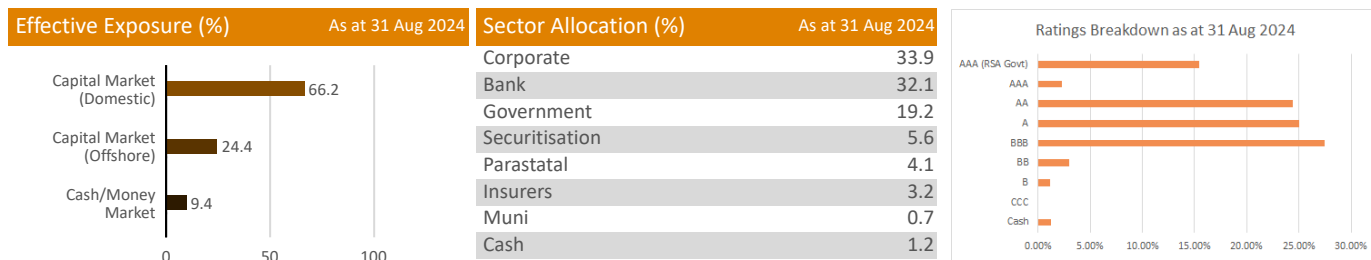 Effective Exposure (%) As at 31 Aug 2024
Capital Market
(Domestic)
66.2
Capital Market
(Offshore)
24.4
Cash/Money
Market
9.4
0 50 100
Sector Allocation (%) As at 31 Aug 2024
Corporate 33.9
Bank 32.1
Government 19.2
Securitisation 5.6
Parastatal 4.1
Insurers 3.2
Muni 0.7
Cash 1.2
Ratings Breakdown as at 31 Aug 2024
AAA (RSA Govt)
AAA
AA
A
BBB
BB
B
CCC
Cash
0.00% 5.00% 10.00% 15.00% 20.00% 25.00% 30.00%